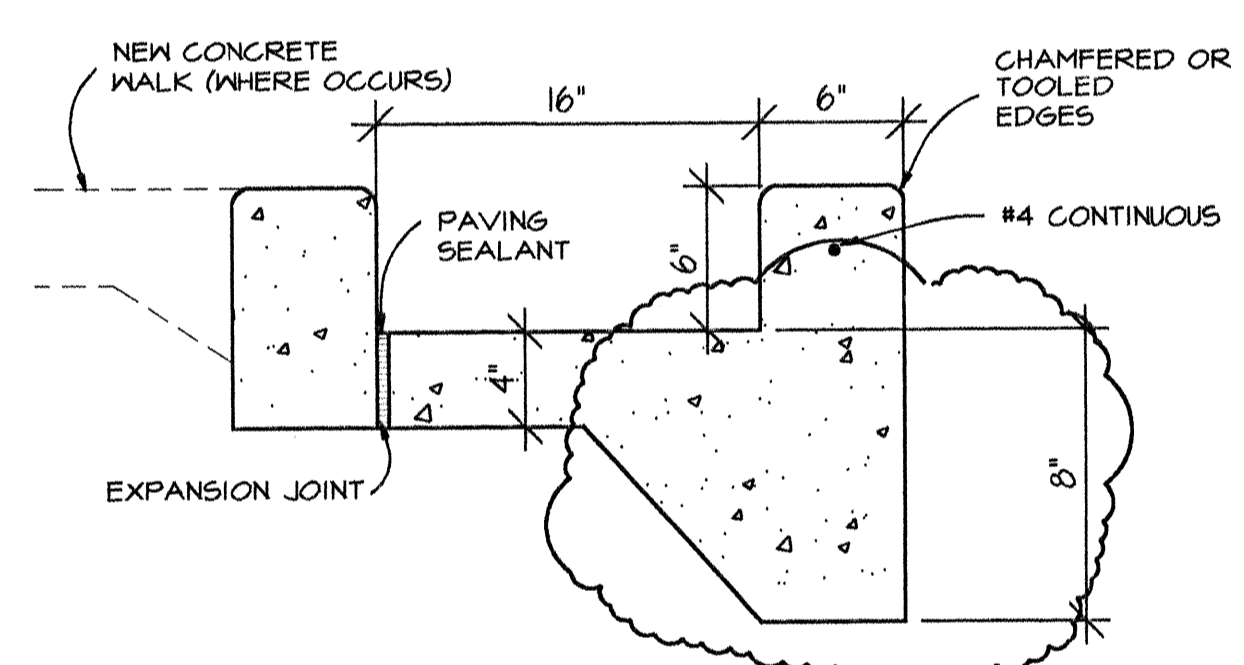 NEW CONCRETE
WALK (WHERE OCCURS)
CHAMFERED OR
TOOLED
EDGES
16"
6"
PAVING
SEALANT
#4 CONTINUOUS
6"
4"
8"
EXPANSION JOINT